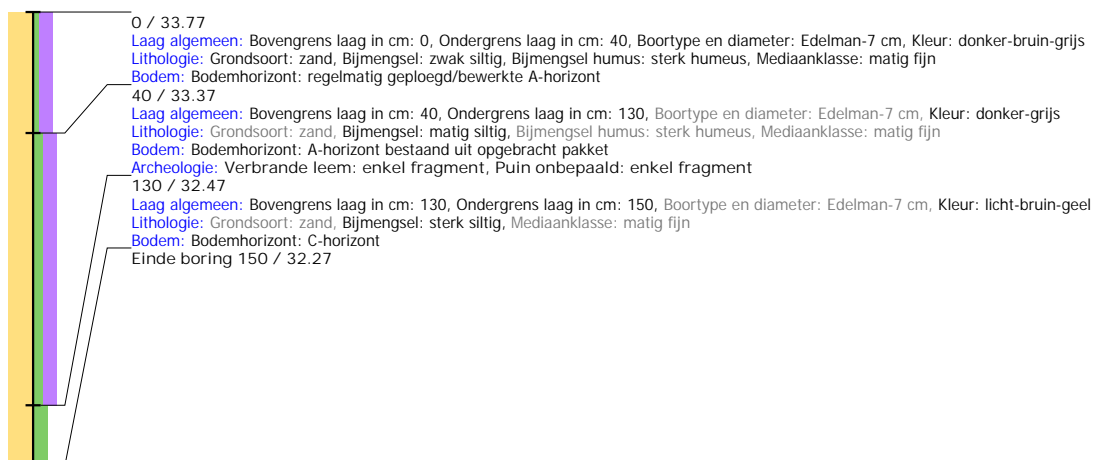 0 / 33.77
Laag algemeen: Bovengrens laag in cm: 0, Ondergrens laag in cm: 40, Boortype en diameter: Edelman-7 cm, Kleur: donker-bruin-grijs
Lithologie: Grondsoort: zand, Bijmengsel: zwak siltig, Bijmengsel humus: sterk humeus, Mediaanklasse: matig fijn
Bodem: Bodemhorizont: regelmatig geploegd/bewerkte A-horizont
40 / 33.37
Laag algemeen: Bovengrens laag in cm: 40, Ondergrens laag in cm: 130, Boortype en diameter: Edelman-7 cm, Kleur: donker-grijs
Lithologie: Grondsoort: zand, Bijmengsel: matig siltig, Bijmengsel humus: sterk humeus, Mediaanklasse: matig fijn
Bodem: Bodemhorizont: A-horizont bestaand uit opgebracht pakket
Archeologie: Verbrande leem: enkel fragment, Puin onbepaald: enkel fragment
130 / 32.47
Laag algemeen: Bovengrens laag in cm: 130, Ondergrens laag in cm: 150, Boortype en diameter: Edelman-7 cm, Kleur: licht-bruin-geel
Lithologie: Grondsoort: zand, Bijmengsel: sterk siltig, Mediaanklasse: matig fijn
Bodem: Bodemhorizont: C-horizont
Einde boring 150 / 32.27